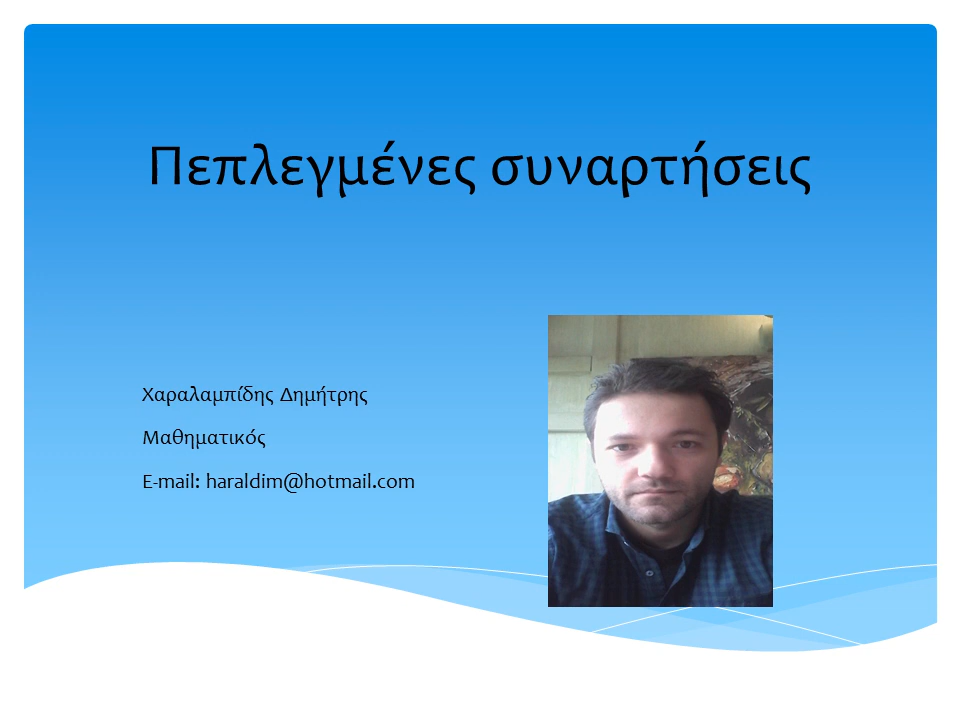 Πεπλεγμένες συναρτήσεις
Χαραλαμπίδης Δημήτρης
Μαθηματικός
E-mail: haraldim@hotmail.com